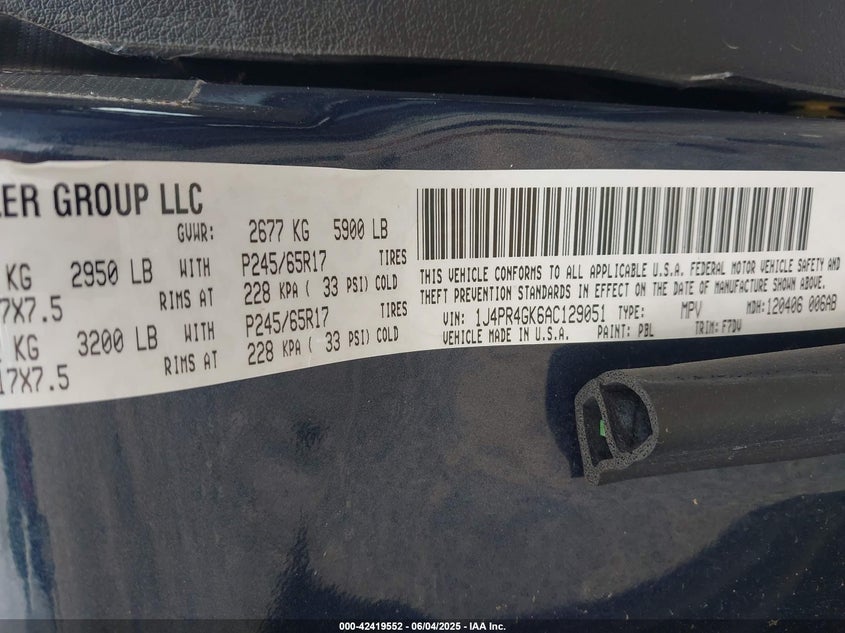 LER GROUP LLC
GVWR: 2677 KG 5900 LB
KG 2950 LB WITH P245/65R17 TIRES
7X7.5 RIMS AT 228 KPA ( 33 PSI) COLD
KG 3200 LB WITH P245/65R17 TIRES
17X7.5 RIMS AT 228 KPA ( 33 PSI) COLD
THIS VEHICLE CONFORMS TO ALL APPLICABLE U.S.A. FEDERAL MOTOR VEHICLE SAFETY AND
THEFT PREVENTION STANDARDS IN EFFECT ON THE DATE OF MANUFACTURE SHOWN ABOVE.
VIN: 1J4PR4GK6AC129051 TYPE: MPV MDH:120406 006AB
VEHICLE MADE IN U.S.A. PAINT: PBL TRIM: F7DV
000-42419552 - 06/04/2025 - IAA Inc.